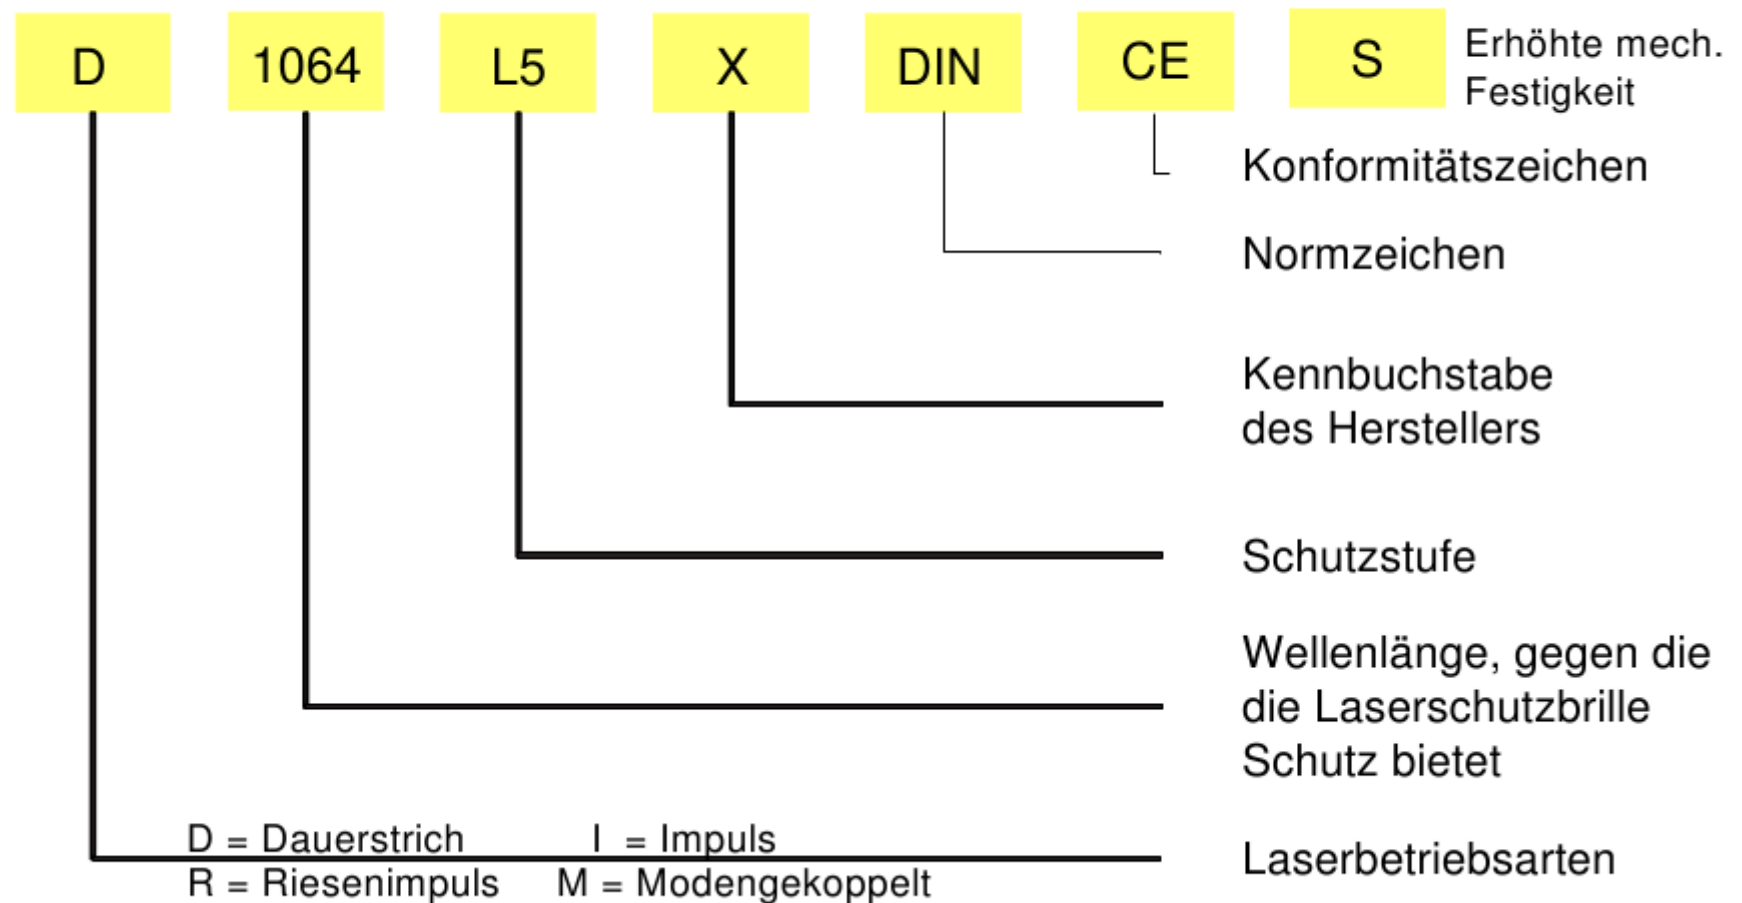 D 1064 L5 X DIN CE S Erhöhte mech.
Festigkeit
Konformitätszeichen
Normzeichen
Kennbuchstabe
des Herstellers
Schutzstufe
Wellenlänge, gegen die
die Laserschutzbrille
Schutz bietet
D = Dauerstrich I = Impuls
Laserbetriebsarten
R = Riesenimpuls M = Modengekoppelt